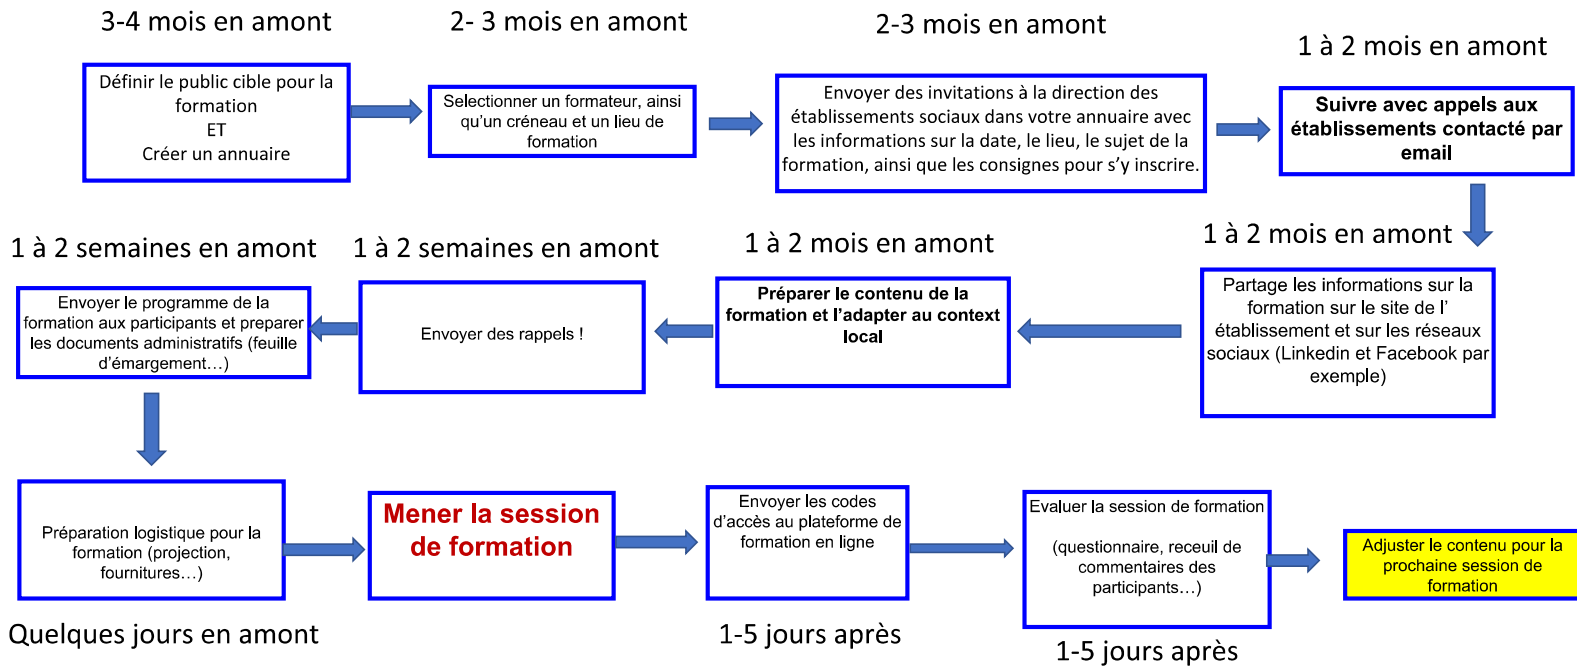 3-4 mois en amont
Définir le public cible pour la
formation
ET
Créer un annuaire
2- 3 mois en amont
Selectionner un formateur, ainsi
qu’un créneau et un lieu de
formation
2-3 mois en amont
Envoyer des invitations à la direction des
établissements sociaux dans votre annuaire avec
les informations sur la date, le lieu, le sujet de la
formation, ainsi que les consignes pour s’y inscrire.
1 à 2 mois en amont
Suivre avec appels aux
établissements contacté par
email
1 à 2 mois en amont
Partage les informations sur la
formation sur le site de l’
établissement et sur les réseaux
sociaux (Linkedin et Facebook par
exemple)
1 à 2 mois en amont
Préparer le contenu de la
formation et l’adapter au context
local
1 à 2 semaines en amont
Envoyer des rappels !
1 à 2 semaines en amont
Envoyer le programme de la
formation aux participants et preparer
les documents administratifs (feuille
d’émargement…)
Préparation logistique pour la
formation (projection,
fournitures…)
Quelques jours en amont
Mener la session
de formation
Envoyer les codes
d’accès au plateforme de
formation en ligne
1-5 jours après
Evaluer la session de formation
(questionnaire, receuil de
commentaires des
participants…)
1-5 jours après
Adjuster le contenu pour la
prochaine session de
formation